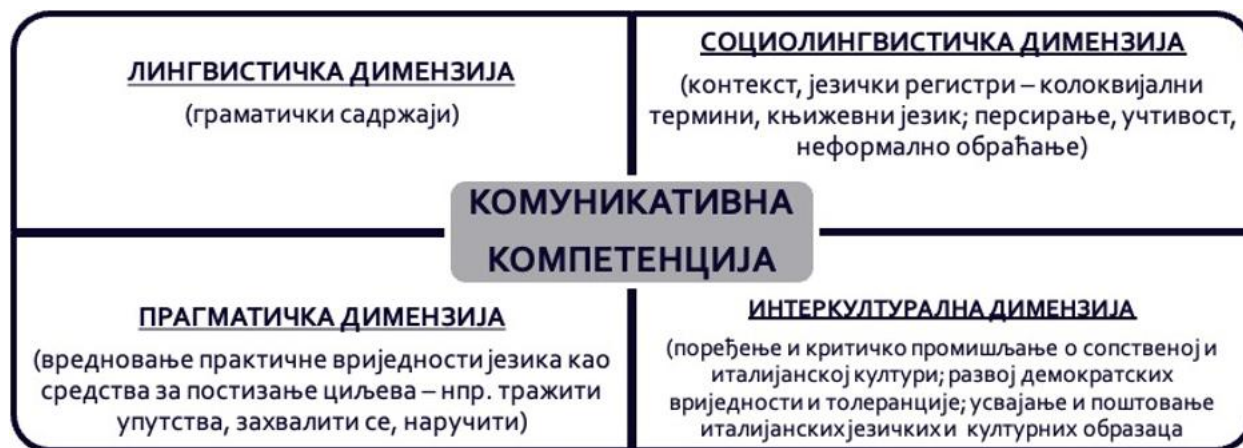 ЛИНГВИСТИЧКА ДИМЕНЗИЈА
(граматички садржаји)
СОЦИОЛИНГВИСТИЧКА ДИМЕНЗИЈА
(контекст, језички регистри – колоквијални
термини, књижевни језик; персирање, учтивост,
неформално обраћање)
КОМУНИКАТИВНА
КОМПЕТЕНЦИЈА
ПРАГМАТИЧКА ДИМЕНЗИЈА
(вредновање практичне вриједности језика као
средства за постизање циљева – нпр. тражити
упутства, захвалити се, наручити)
ИНТЕРКУЛТУРАЛНА ДИМЕНЗИЈА
(поређење и критичко промишљање о сопственој и
италијанској култури; развој демократских
вриједности и толеранције; усвајање и поштовање
италијанских језичких и културних образаца